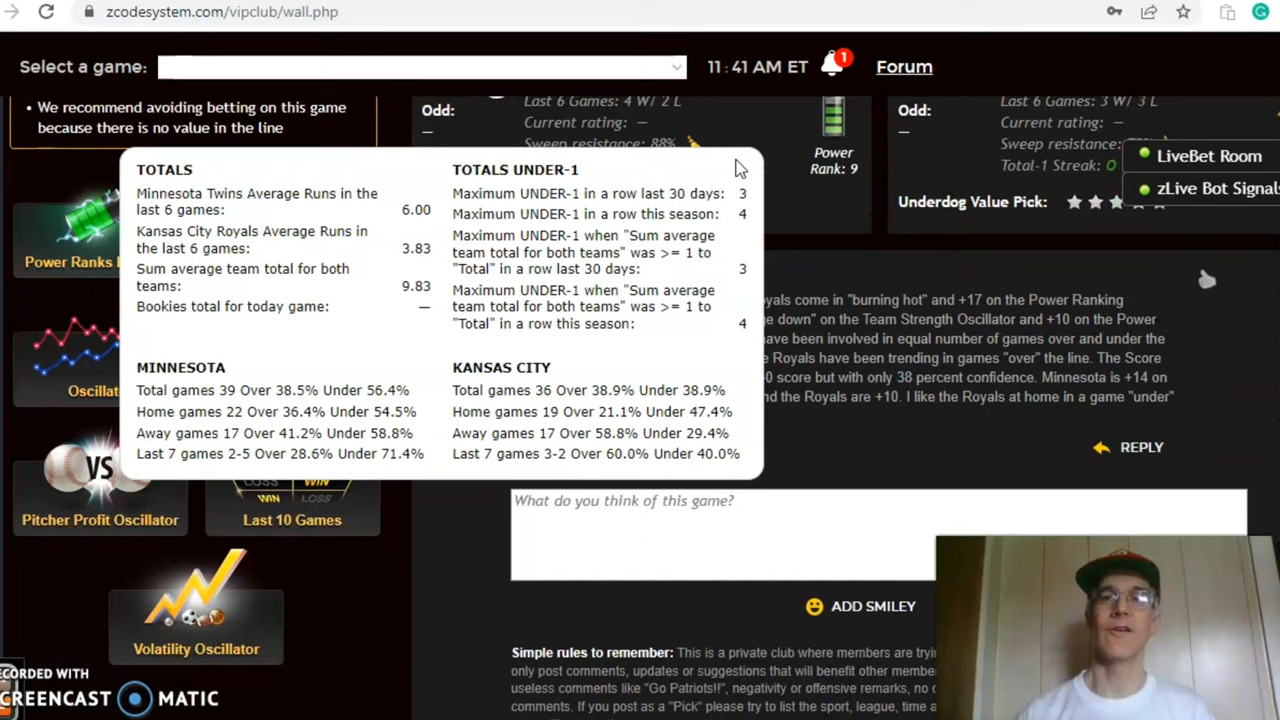 zcodesystem.com/vipclub/wall.php
Select a game:
11:41 AM ET
1
Forum
• We recommend avoiding betting on this game
because there is no value in the line
Odd:
—
Last 6 Games: 4 W/ 2 L
Current rating: —
Sweep resistance: 88%
Power
Rank: 9
Odd:
—
Last 6 Games: 3 W/ 3 L
Current rating: —
Sweep resistance:
Total-1 Streak: O
Underdog Value Pick:
LiveBet Room
zLive Bot Signals
TOTALS
Minnesota Twins Average Runs in the
last 6 games: 6.00
Kansas City Royals Average Runs in
the last 6 games: 3.83
Sum average team total for both
teams: 9.83
Bookies total for today game: —
TOTALS UNDER-1
Maximum UNDER-1 in a row last 30 days: 3
Maximum UNDER-1 in a row this season: 4
Maximum UNDER-1 when "Sum average
team total for both teams" was >= 1 to
"Total" in a row last 30 days: 3
Maximum UNDER-1 when "Sum average
team total for both teams" was >= 1 to
"Total" in a row this season: 4
MINNESOTA
Total games 39 Over 38.5% Under 56.4%
Home games 22 Over 36.4% Under 54.5%
Away games 17 Over 41.2% Under 58.8%
Last 7 games 2-5 Over 28.6% Under 71.4%
KANSAS CITY
Total games 36 Over 38.9% Under 38.9%
Home games 19 Over 21.1% Under 47.4%
Away games 17 Over 58.8% Under 29.4%
Last 7 games 3-2 Over 60.0% Under 40.0%
Power Ranks
Oscillat
VS
Pitcher Profit Oscillator
LOSS WIN
WIN LOSS
Last 10 Games
Volatility Oscillator
yals come in "burning hot" and +17 on the Power Ranking
ge down" on the Team Strength Oscillator and +10 on the Power
have been involved in equal number of games over and under the
e Royals have been trending in games "over" the line. The Score
-0 score but with only 38 percent confidence. Minnesota is +14 on
nd the Royals are +10. I like the Royals at home in a game "under"
REPLY
What do you think of this game?
ADD SMILEY
Simple rules to remember: This is a private club where members are tryi
only post comments, updates or suggestions that will benefit other membe
useless comments like "Go Patriots!!", negativity or offensive remarks, no c
comments. If you post as a "Pick" please try to list the sport, league, time a
RECORDED WITH
SCREENCAST MATIC